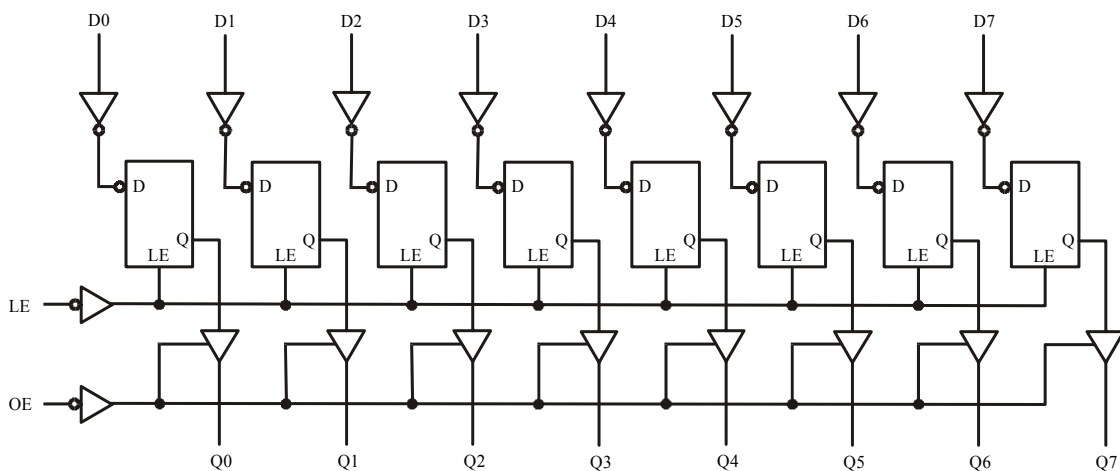 D0 D1 D2 D3 D4 D5 D6 D7
D D D D D D D D
Q Q Q Q Q Q Q Q
LE LE LE LE LE LE LE LE
LE
OE
Q0 Q1 Q2 Q3 Q4 Q5 Q6 Q7